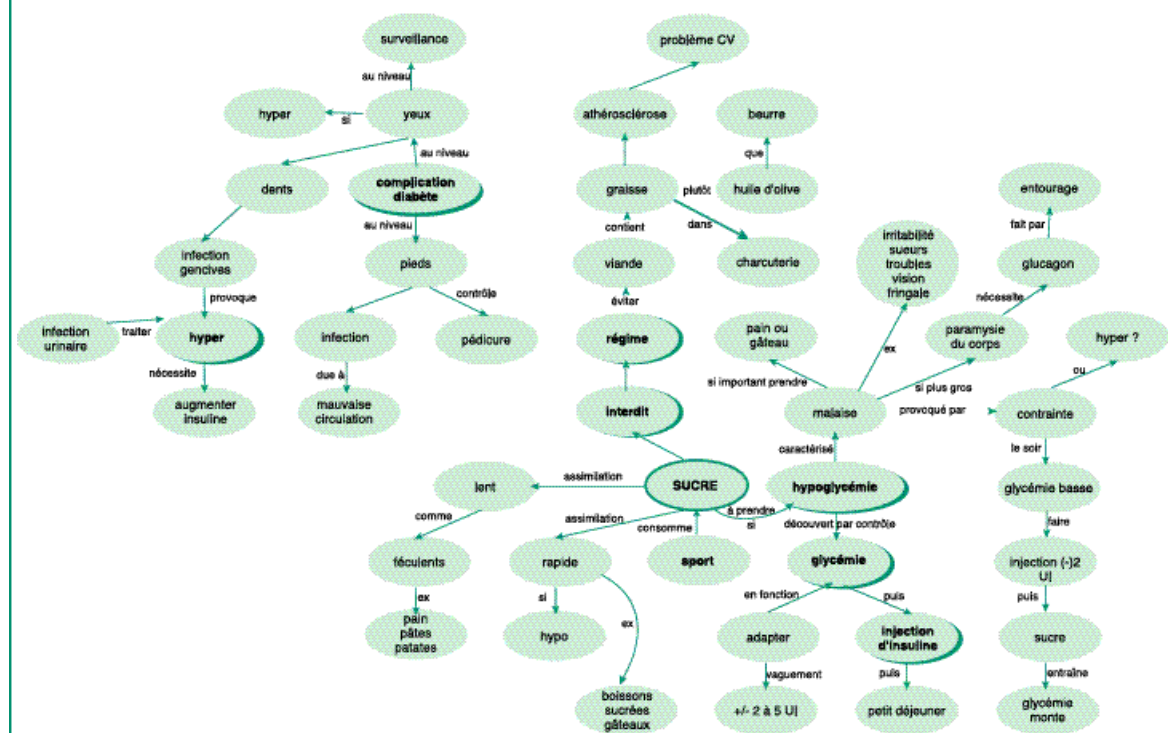 surveillance
problème CV
au niveau
hyper
si
yeux
athérosclérose
beurre
au niveau
que
dents
complication
diabète
graisse
plutôt
huile d'olive
entourage
au niveau
contient
dans
fait par
infection
gencives
pieds
viande
charcuterie
irritabilité
sueurs
troubles
vision
fringale
glucagon
provoque
contrôle
éviter
nécessite
infection
urinaire
traiter
hyper
infection
pédicure
régime
pain ou
gâteau
ex
paramysie
du corps
hyper ?
nécessite
due à
si important prendre
si plus gros
ou
augmenter
insuline
mauvaise
circulation
interdit
malaise
provoqué par
contrainte
caractérisé
le soir
lent
assimilation
SUCRE
hypoglycémie
glycémie basse
comme
assimilation
consomme
à prendre
si
découvert par contrôle
faire
féculents
rapide
sport
glycémie
injection (-)2
UI
ex
si
en fonction
puis
puis
pain
pâtes
patates
hypo
ex
adapter
injection
d'insuline
sucre
vaguement
puis
entraîne
boissons
sucrées
gâteaux
+/- 2 à 5 UI
petit déjeuner
glycémie
monte